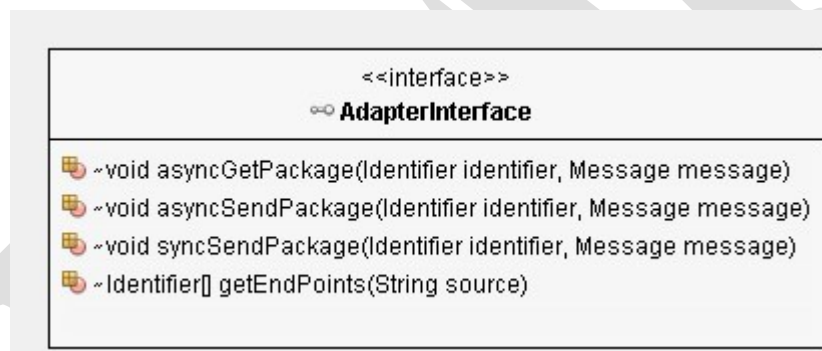 <<interface>>
AdapterInterface
~void asyncGetPackage(Identifier identifier, Message message)
~void asyncSendPackage(Identifier identifier, Message message)
~void syncSendPackage(Identifier identifier, Message message)
~Identifier[] getEndPoints(String source)